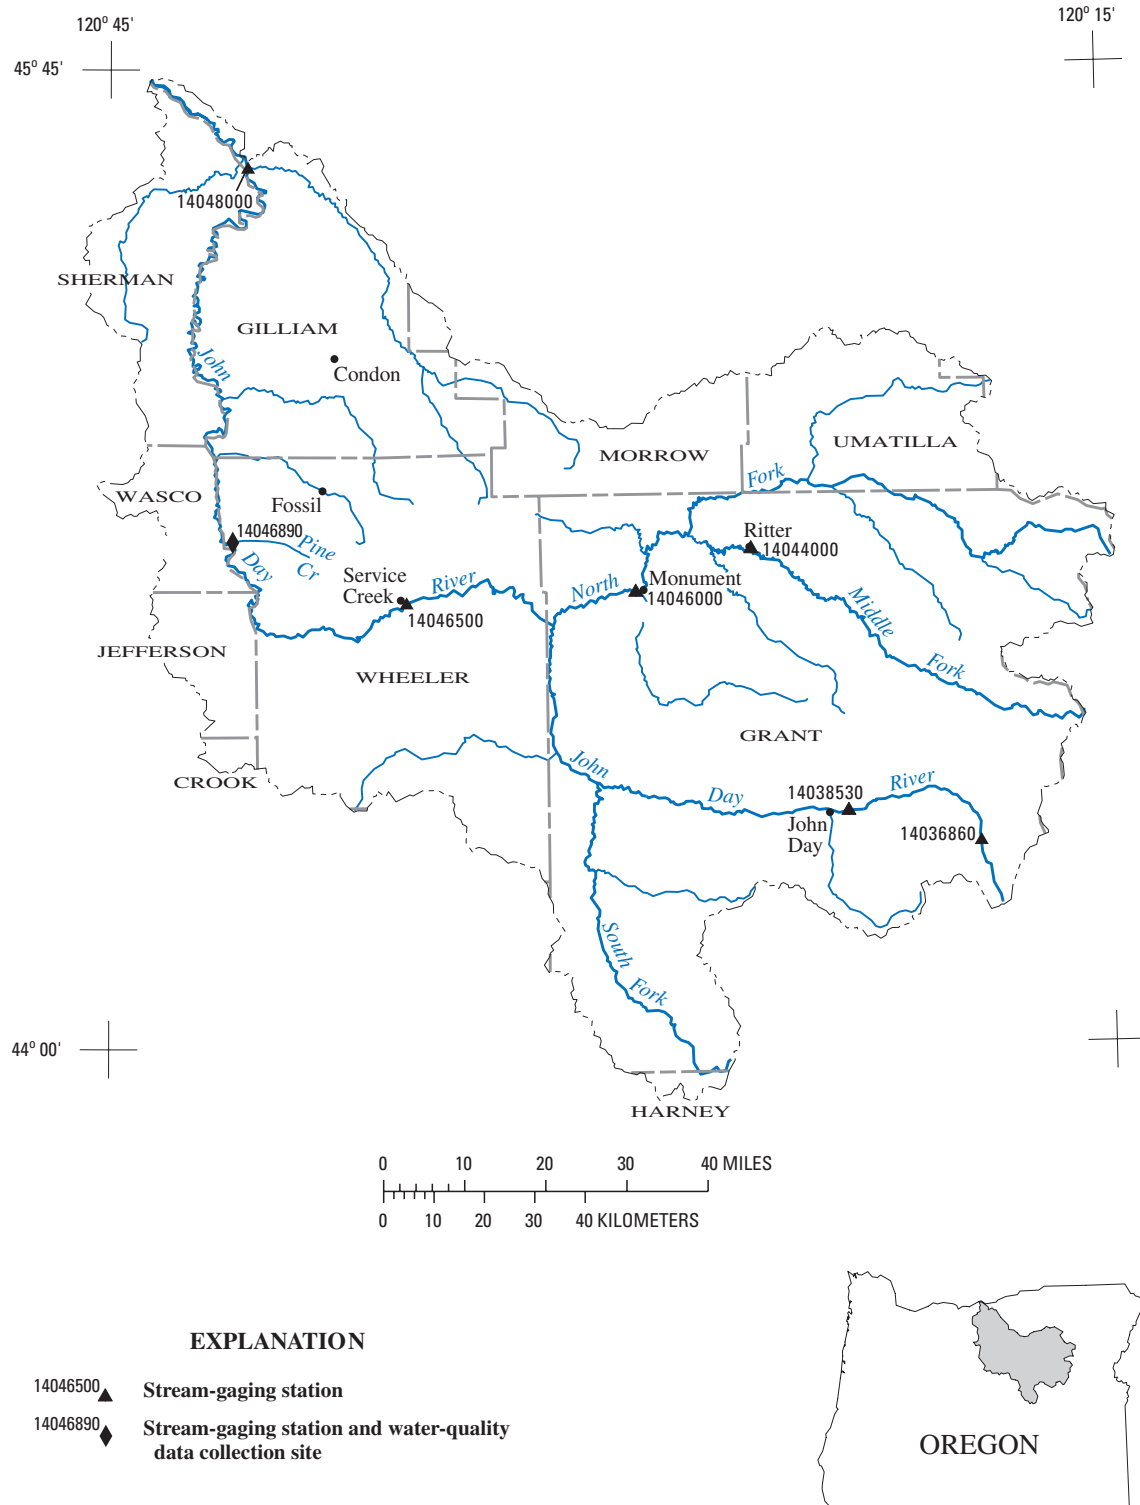 120° 45'
120° 15'
45° 45'
14048000
SHERMAN
GILLIAM
John
Condon
UMATILLA
MORROW
Fork
WASCO
Fossil
14046890
Pine
Cr
Day
Ritter
14044000
Service
Creek
River
14046500
North
Monument
14046000
Middle
Fork
JEFFERSON
WHEELER
GRANT
CROOK
John
Day
14038530
River
John
Day
14036860
South
Fork
44° 00'
HARNEY
0 10 20 30 40 MILES
0 10 20 30 40 KILOMETERS
EXPLANATION
14046500 Stream-gaging station
14046890 Stream-gaging station and water-quality
data collection site
OREGON